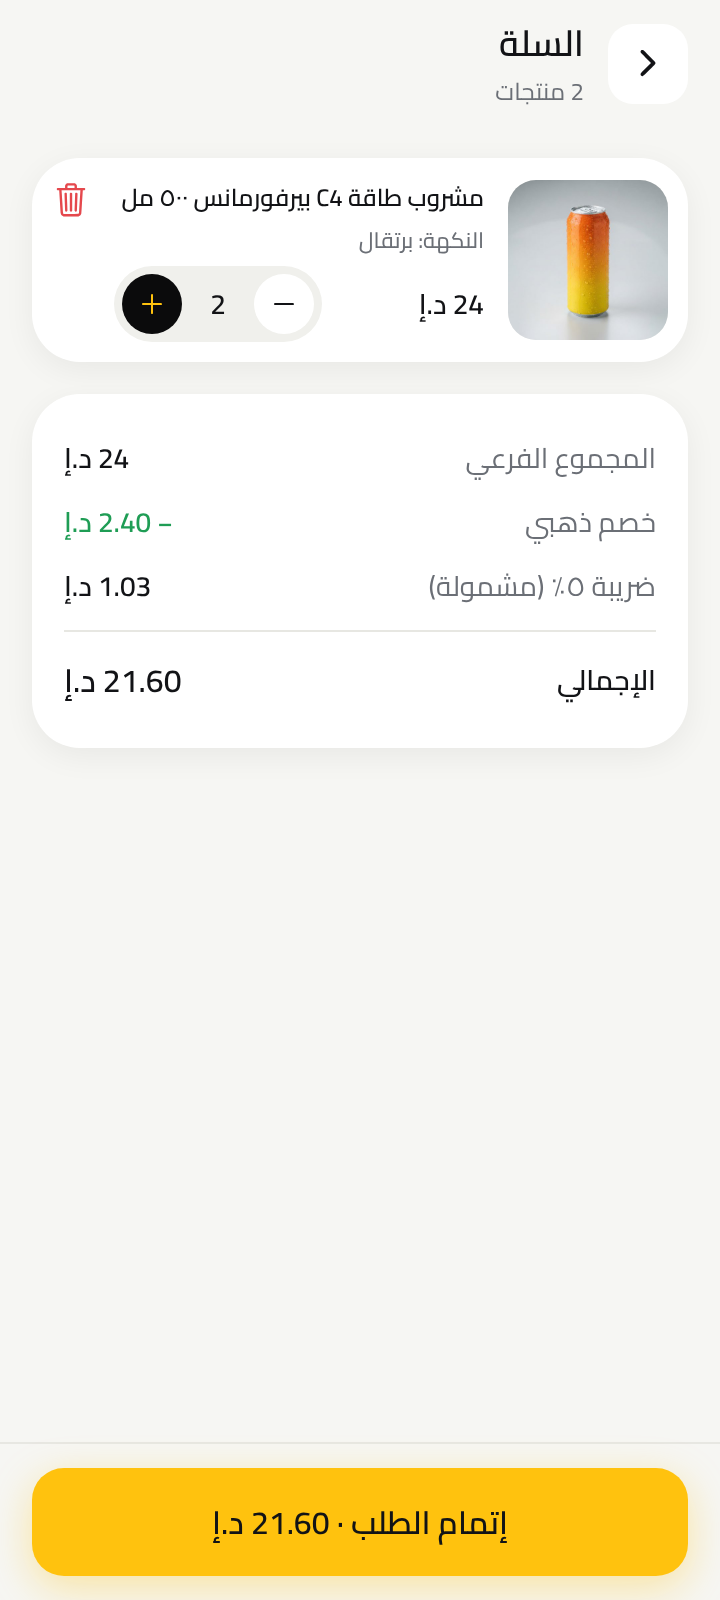 السلة
2 منتجات
مشروب طاقة C4 بيرفورمانس ٥٠٠ مل
النكهة: برتقال
24 د.إ
2
المجموع الفرعي
24 د.إ
خصم ذهبي
− 2.40 د.إ
ضريبة ٥٪ (مشمولة)
1.03 د.إ
الإجمالي
21.60 د.إ
إتمام الطلب · 21.60 د.إ